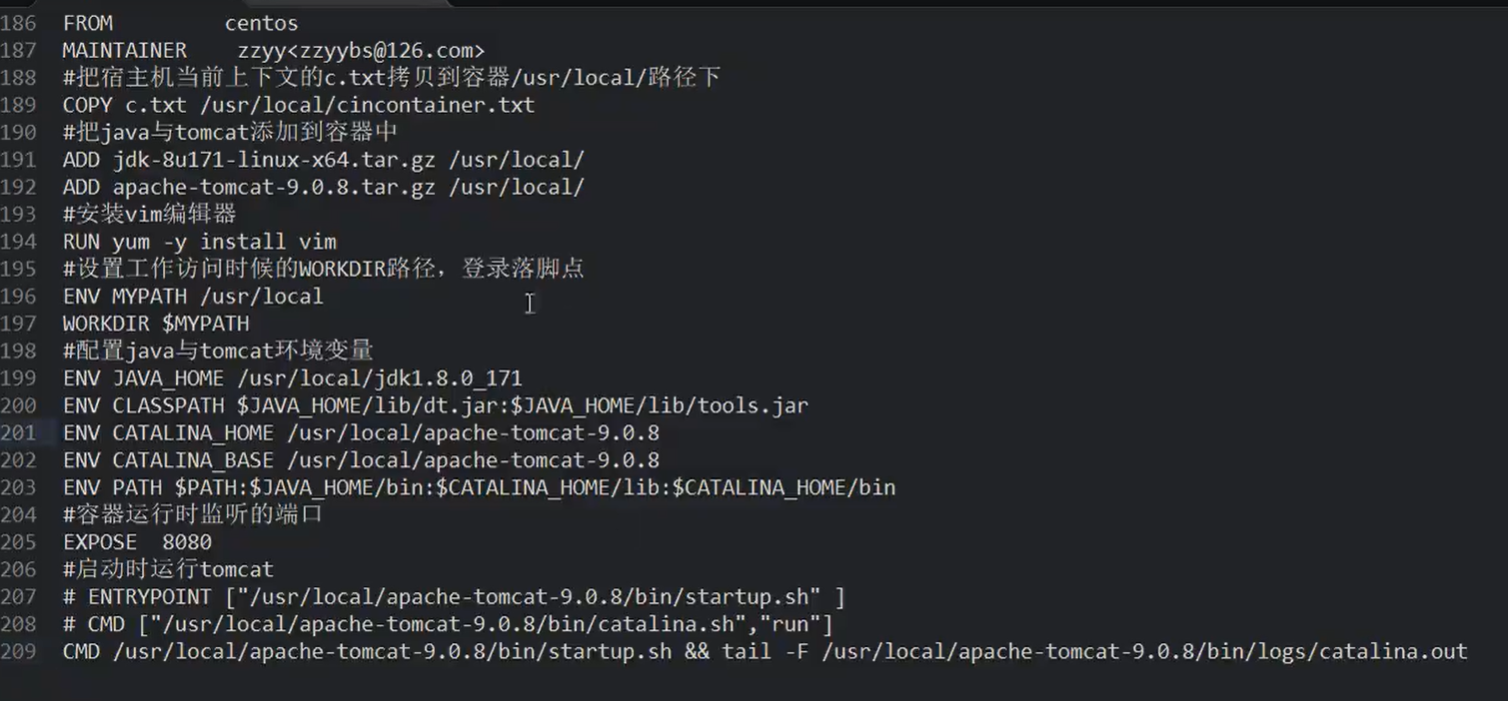 186 FROM centos
187 MAINTAINER zzyy<zzyybs@126.com>
188 #把宿主机当前上下文的c.txt拷贝到容器/usr/local/路径下
189 COPY c.txt /usr/local/cincontainer.txt
190 #把java与tomcat添加到容器中
191 ADD jdk-8u171-linux-x64.tar.gz /usr/local/
192 ADD apache-tomcat-9.0.8.tar.gz /usr/local/
193 #安装vim编辑器
194 RUN yum -y install vim
195 #设置工作访问时候的WORKDIR路径，登录落脚点
196 ENV MYPATH /usr/local
197 WORKDIR $MYPATH
198 #配置java与tomcat环境变量
199 ENV JAVA_HOME /usr/local/jdk1.8.0_171
200 ENV CLASSPATH $JAVA_HOME/lib/dt.jar:$JAVA_HOME/lib/tools.jar
201 ENV CATALINA_HOME /usr/local/apache-tomcat-9.0.8
202 ENV CATALINA_BASE /usr/local/apache-tomcat-9.0.8
203 ENV PATH $PATH:$JAVA_HOME/bin:$CATALINA_HOME/lib:$CATALINA_HOME/bin
204 #容器运行时监听的端口
205 EXPOSE 8080
206 #启动时运行tomcat
207 # ENTRYPOINT ["/usr/local/apache-tomcat-9.0.8/bin/startup.sh" ]
208 # CMD ["/usr/local/apache-tomcat-9.0.8/bin/catalina.sh","run"]
209 CMD /usr/local/apache-tomcat-9.0.8/bin/startup.sh && tail -F /usr/local/apache-tomcat-9.0.8/bin/logs/catalina.out